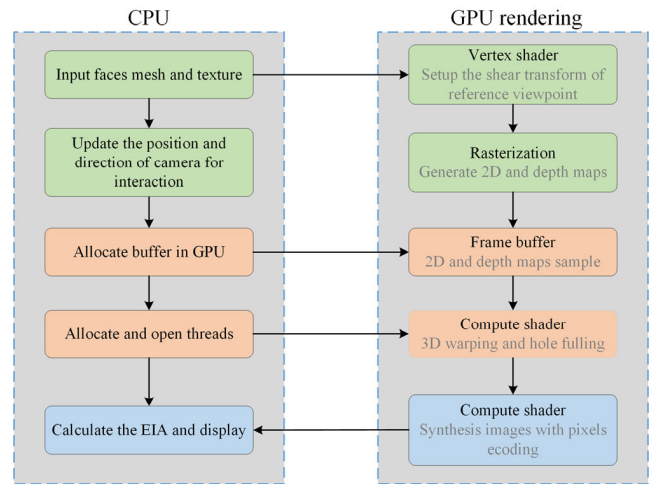 CPU
Input faces mesh and texture
Update the position and
direction of camera for
interaction
Allocate buffer in GPU
Allocate and open threads
Calculate the EIA and display
GPU rendering
Vertex shader
Setup the shear transform of
reference viewpoint
Rasterization
Generate 2D and depth maps
Frame buffer
2D and depth maps sample
Compute shader
3D warping and hole fulling
Compute shader
Synthesis images with pixels
ecoding